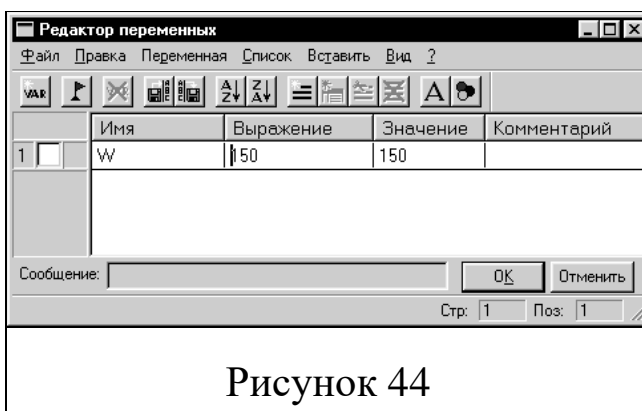 Редактор переменных
Файл Правка Переменная Список Вставить Вид ?
VAR A Z Z A A
Имя Выражение Значение Комментарий
1 W 150 150
Сообщение: OK Отменить
Стр: 1 Поз: 1
Рисунок 44